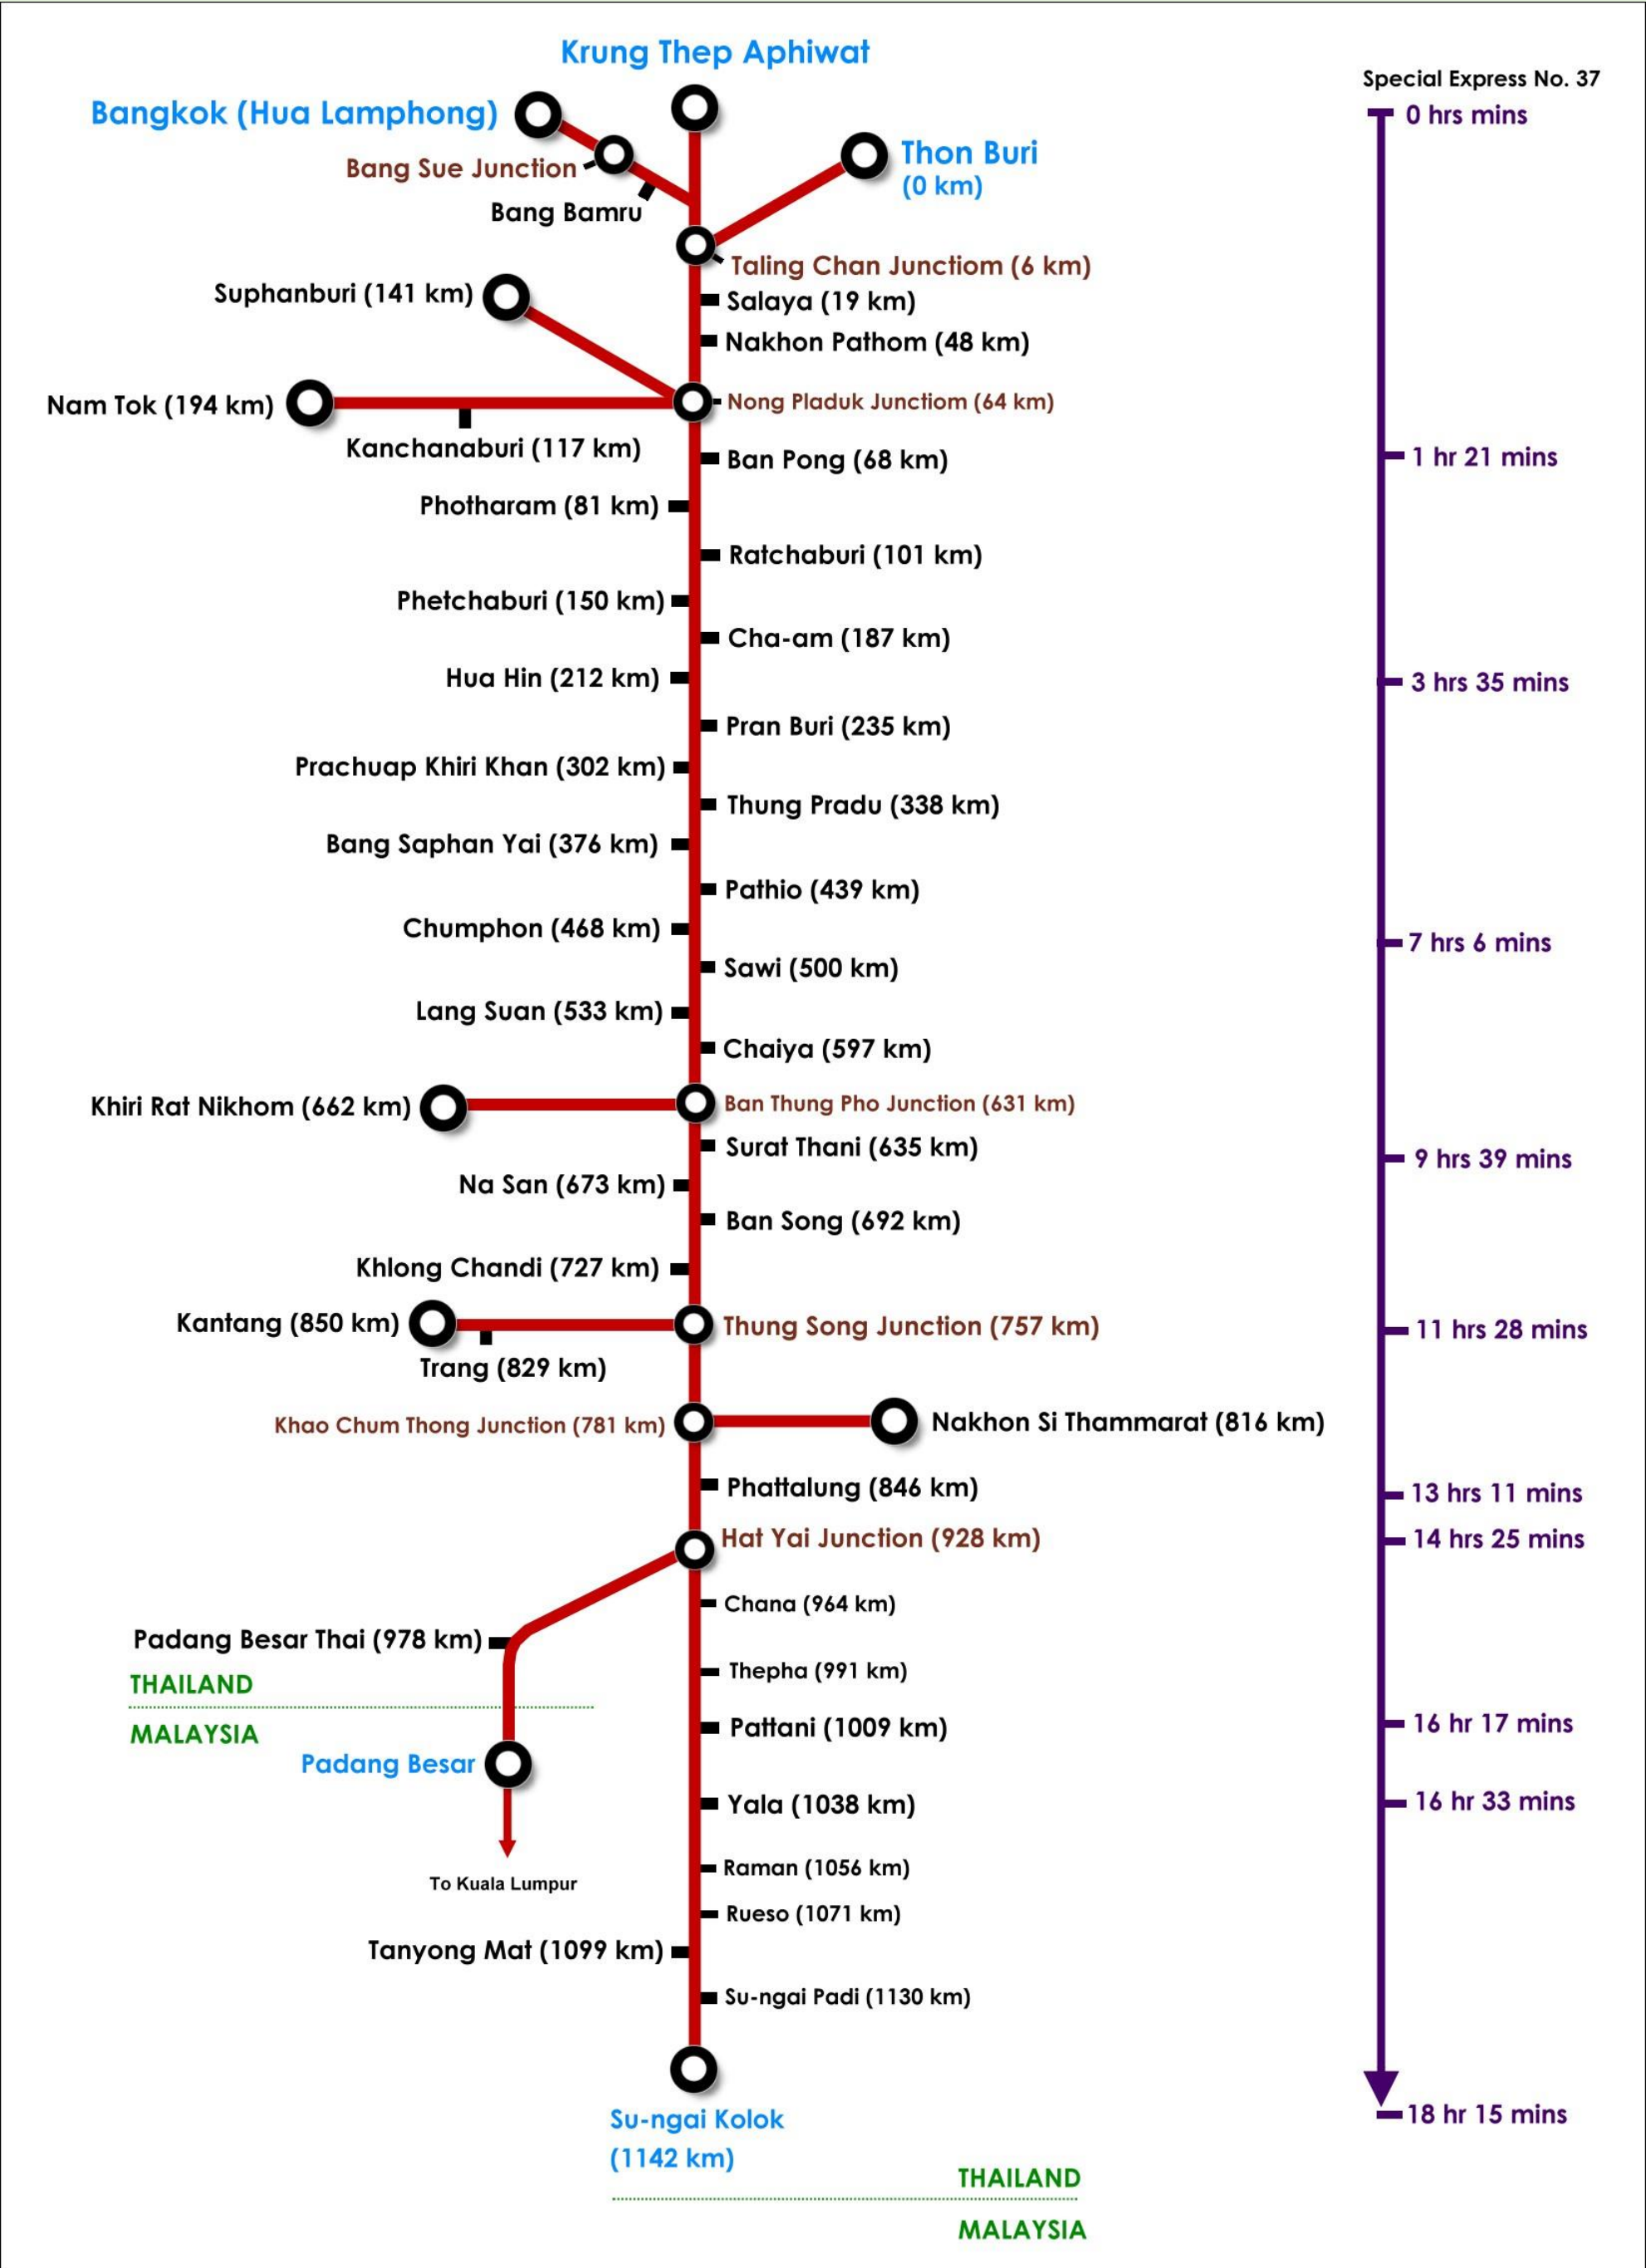 Krung Thep Aphiwat
Special Express No. 37
Bangkok (Hua Lamphong)
0 hrs mins
Thon Buri
(0 km)
Bang Sue Junction
Bang Bamru
Taling Chan Junctiom (6 km)
Suphanburi (141 km)
Salaya (19 km)
Nakhon Pathom (48 km)
Nam Tok (194 km)
Nong Pladuk Junctiom (64 km)
Kanchanaburi (117 km)
Ban Pong (68 km)
1 hr 21 mins
Photharam (81 km)
Ratchaburi (101 km)
Phetchaburi (150 km)
Cha-am (187 km)
Hua Hin (212 km)
3 hrs 35 mins
Pran Buri (235 km)
Prachuap Khiri Khan (302 km)
Thung Pradu (338 km)
Bang Saphan Yai (376 km)
Pathio (439 km)
Chumphon (468 km)
7 hrs 6 mins
Sawi (500 km)
Lang Suan (533 km)
Chaiya (597 km)
Khiri Rat Nikhom (662 km)
Ban Thung Pho Junction (631 km)
Surat Thani (635 km)
9 hrs 39 mins
Na San (673 km)
Ban Song (692 km)
Khlong Chandi (727 km)
Kantang (850 km)
Thung Song Junction (757 km)
11 hrs 28 mins
Trang (829 km)
Khao Chum Thong Junction (781 km)
Nakhon Si Thammarat (816 km)
Phattalung (846 km)
13 hrs 11 mins
Hat Yai Junction (928 km)
14 hrs 25 mins
Chana (964 km)
Padang Besar Thai (978 km)
Thepha (991 km)
THAILAND
MALAYSIA
Pattani (1009 km)
16 hr 17 mins
Padang Besar
Yala (1038 km)
16 hr 33 mins
Raman (1056 km)
To Kuala Lumpur
Rueso (1071 km)
Tanyong Mat (1099 km)
Su-ngai Padi (1130 km)
Su-ngai Kolok
(1142 km)
18 hr 15 mins
THAILAND
MALAYSIA